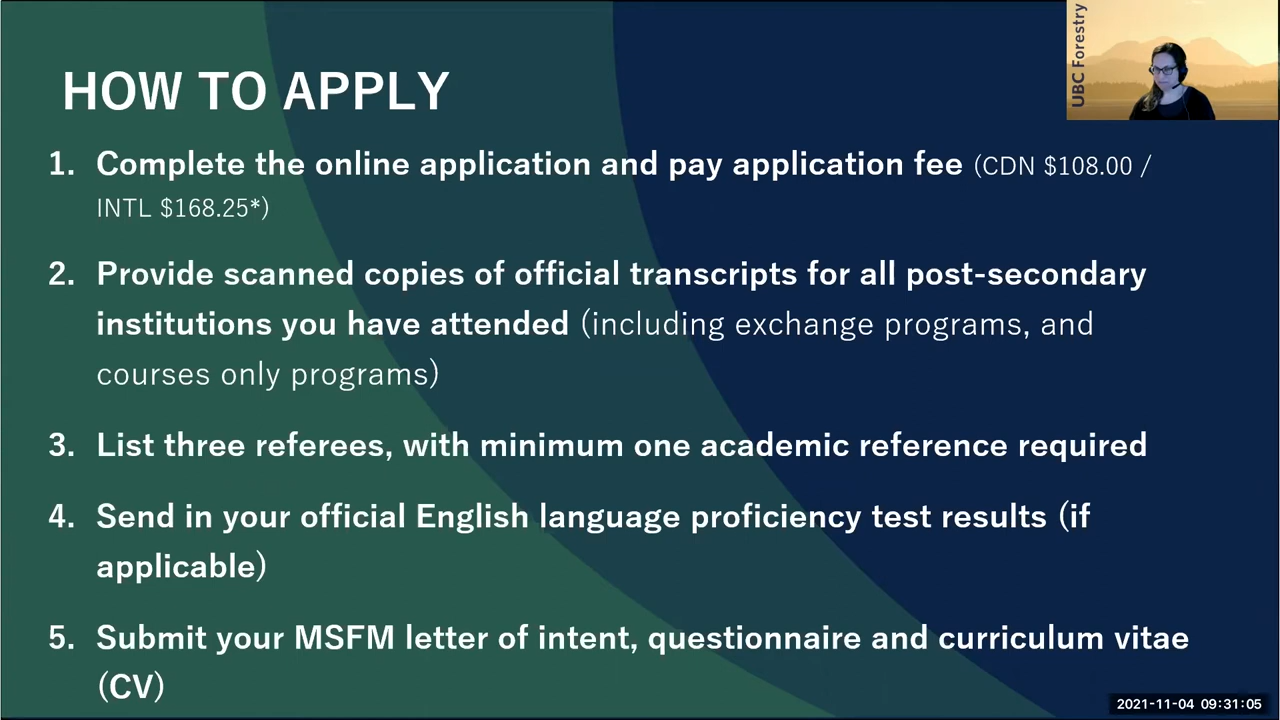 HOW TO APPLY
UBC Forestry
1. Complete the online application and pay application fee (CDN $108.00 /
INTL $168.25*)
2. Provide scanned copies of official transcripts for all post-secondary
institutions you have attended (including exchange programs, and
courses only programs)
3. List three referees, with minimum one academic reference required
4. Send in your official English language proficiency test results (if
applicable)
5. Submit your MSFM letter of intent, questionnaire and curriculum vitae
(CV)
2021-11-04 09:31:05